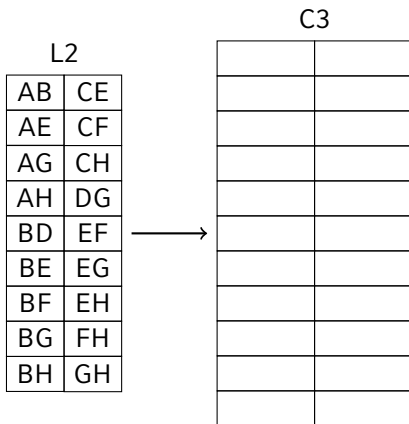 C3
L2
AB CE
AE CF
AG CH
AH DG
BD EF
BE EG
BF EH
BG FH
BH GH